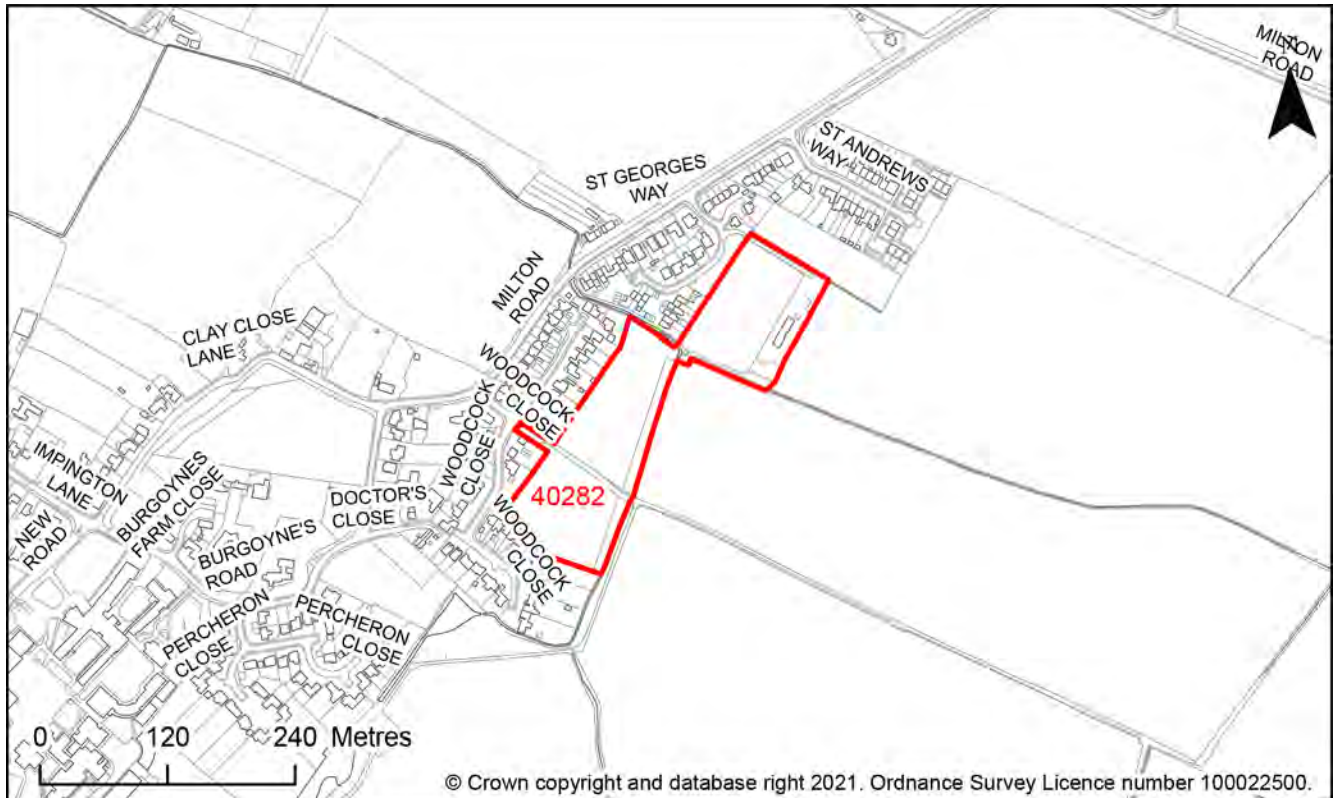 MILTON
ROAD
ST ANDREWS
WAY
ST GEORGES
WAY
MILTON
ROAD
CLAY CLOSE
LANE
WOODCOCK
CLOSE
WOODCOCK
CLOSE
IMPINGTON
LANE
BURGOYNES
FARM CLOSE
DOCTOR'S
CLOSE
40282
NEW
ROAD
BURGOYNE'S
ROAD
WOODCOCK
CLOSE
PERCHERON
CLOSE
PERCHERON
CLOSE
0 120 240 Metres
© Crown copyright and database right 2021. Ordnance Survey Licence number 100022500.